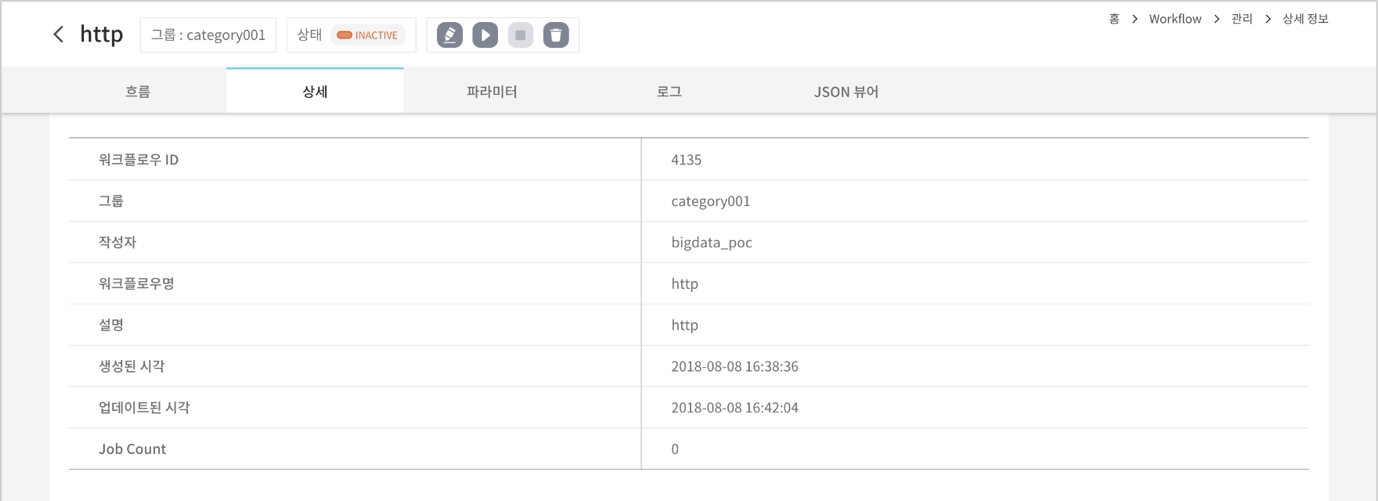 홈 > Workflow > 관리 > 상세 정보
http 그룹 : category001 상태 INACTIVE
흐름 상세 파라미터 로그 JSON 뷰어
워크플로우 ID 4135
그룹 category001
작성자 bigdata_poc
워크플로우명 http
설명 http
생성된 시각 2018-08-08 16:38:36
업데이트된 시각 2018-08-08 16:42:04
Job Count 0